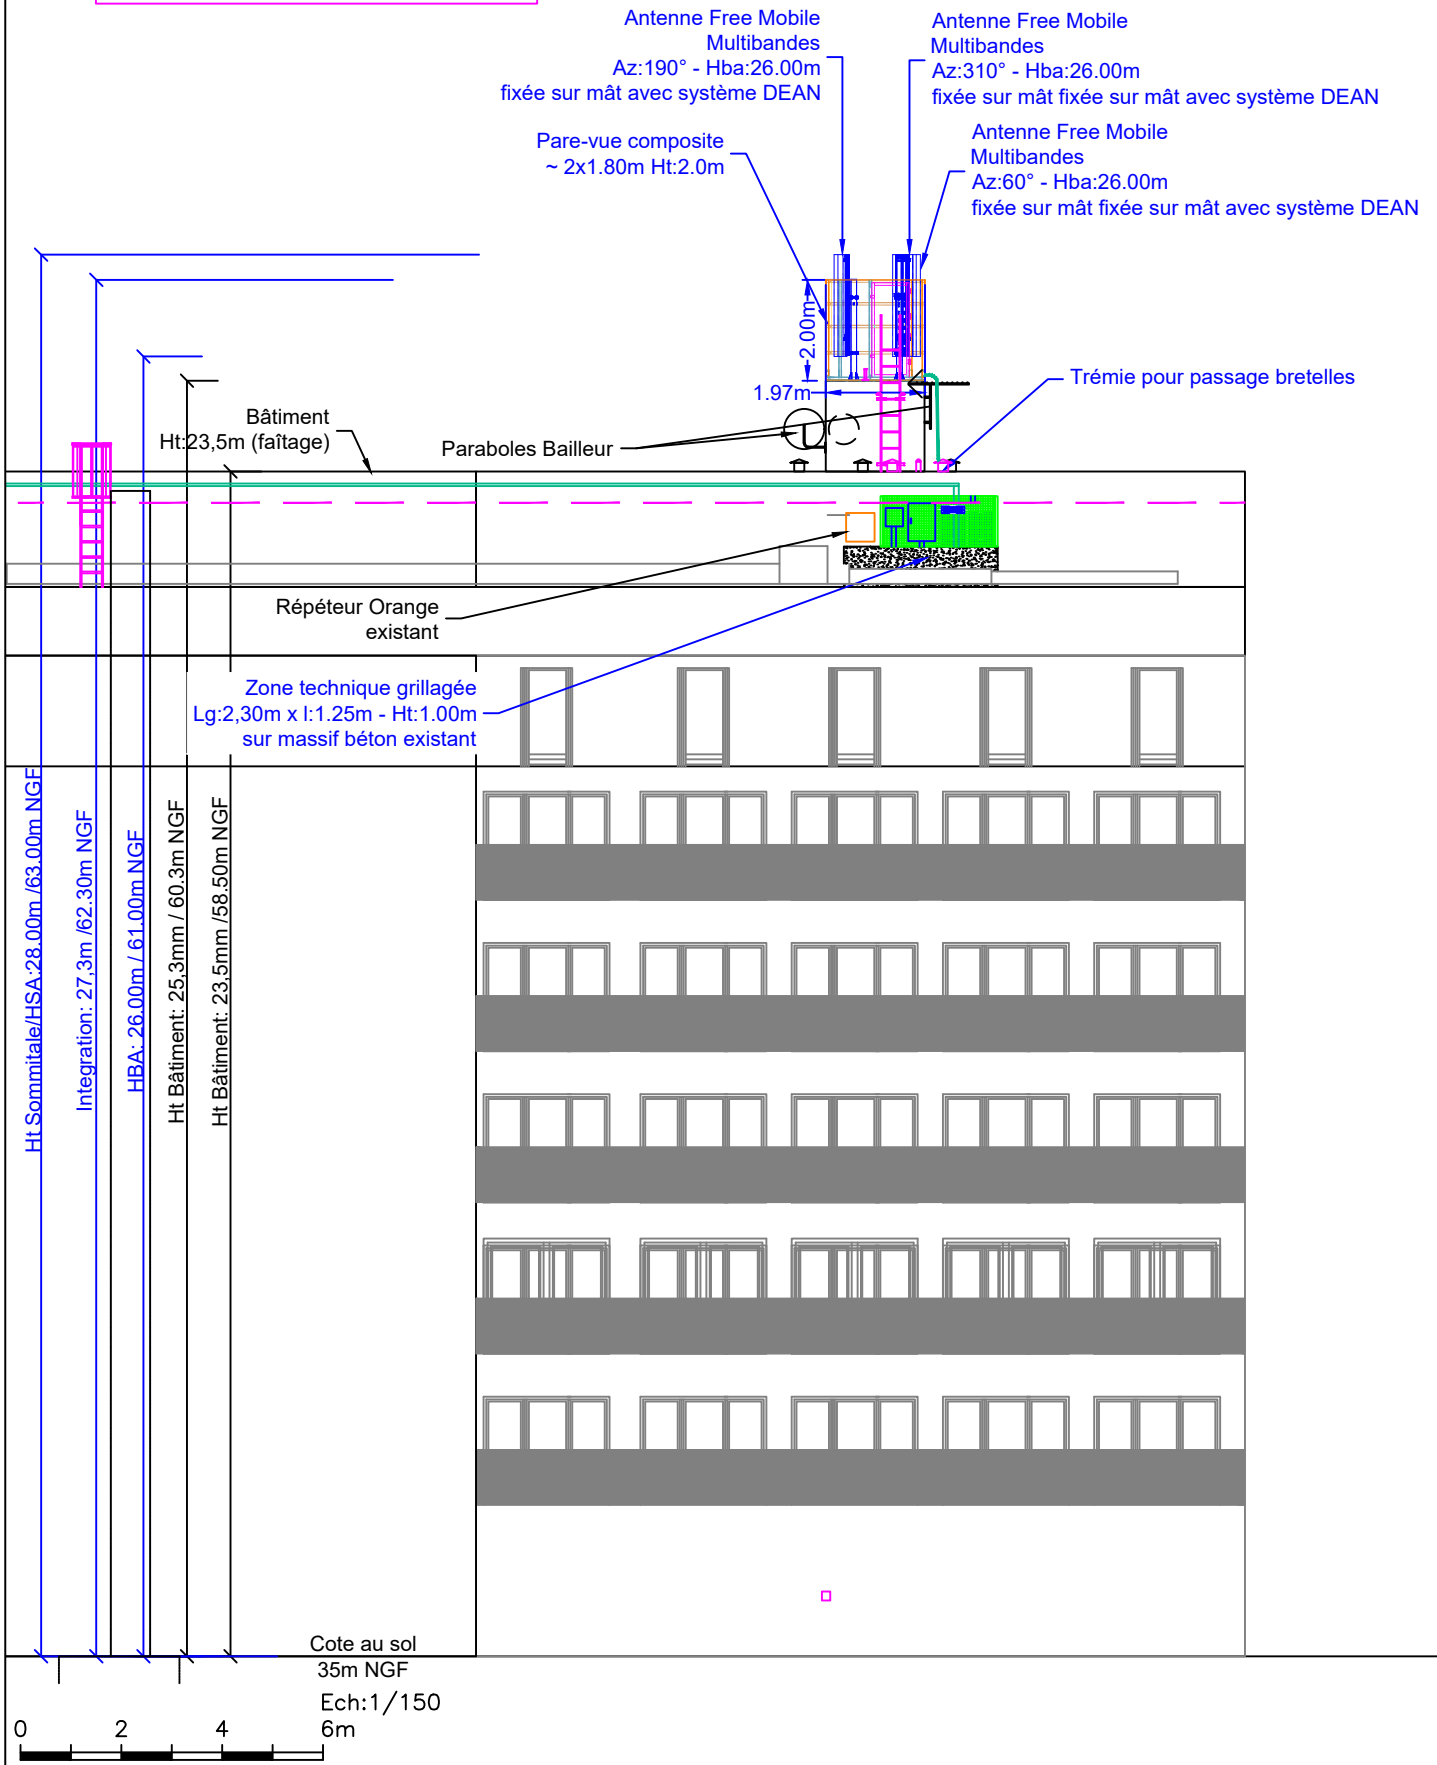 Antenne Free Mobile
Multibandes
Az:190° - Hba:26.00m
fixée sur mât avec système DEAN
Antenne Free Mobile
Multibandes
Az:310° - Hba:26.00m
fixée sur mât fixée sur mât avec système DEAN
Pare-vue composite
~ 2x1.80m Ht:2.0m
Antenne Free Mobile
Multibandes
Az:60° - Hba:26.00m
fixée sur mât fixée sur mât avec système DEAN
2.00m
1.97m
Trémie pour passage bretelles
Bâtiment
Ht:23,5m (faîtage)
Paraboles Bailleur
Répéteur Orange
existant
Zone technique grillagée
Lg:2,30m x l:1.25m - Ht:1.00m
sur massif béton existant
Ht Sommitale/HSA:28.00m /63.00m NGF
Integration: 27,3m /62.30m NGF
HBA: 26.00m / 61.00m NGF
Ht Bâtiment: 25,3mm / 60.3m NGF
Ht Bâtiment: 23,5mm /58.50m NGF
Cote au sol
35m NGF
Ech:1/150
0 2 4 6m